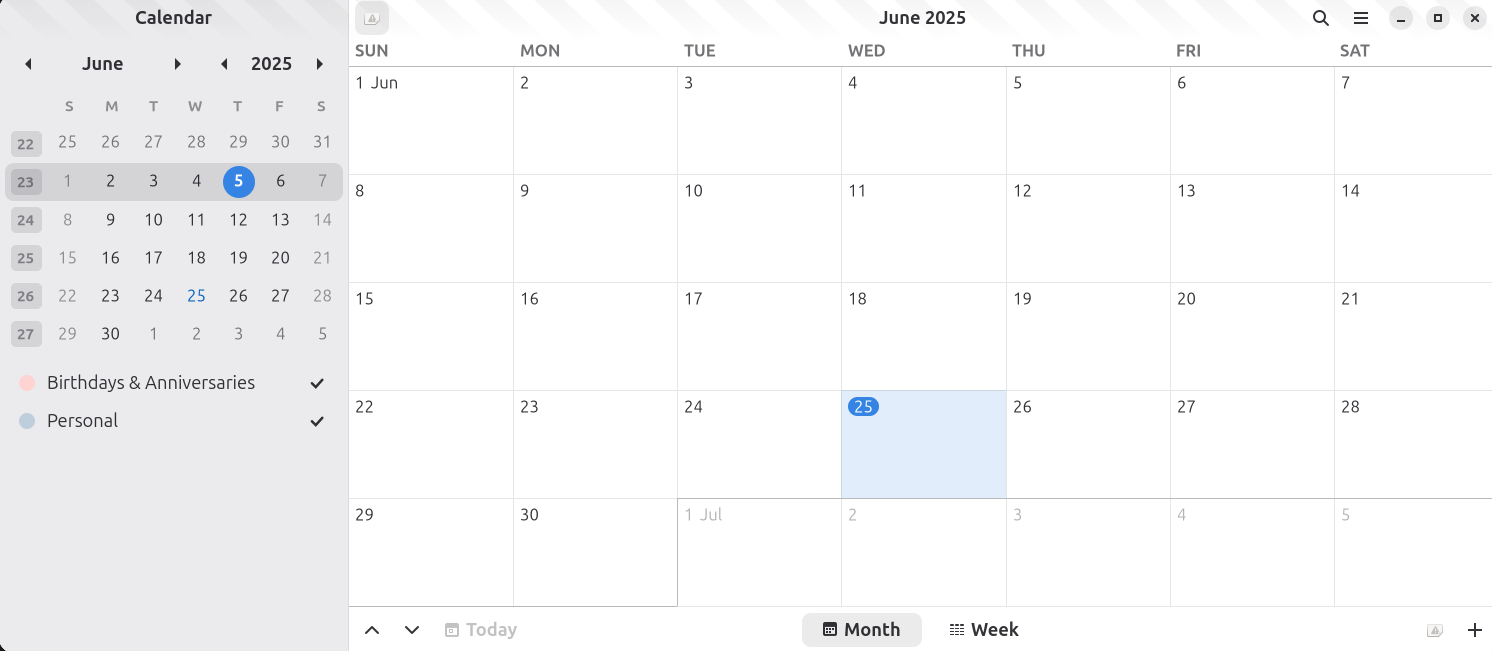 Calendar
June 2025
June 2025
S M T W T F S
22 25 26 27 28 29 30 31
23 1 2 3 4 5 6 7
24 8 9 10 11 12 13 14
25 15 16 17 18 19 20 21
26 22 23 24 25 26 27 28
27 29 30 1 2 3 4 5
Birthdays & Anniversaries
Personal
SUN MON TUE WED THU FRI SAT
1 Jun 2 3 4 5 6 7
8 9 10 11 12 13 14
15 16 17 18 19 20 21
22 23 24 25 26 27 28
29 30 1 Jul 2 3 4 5
Today Month Week